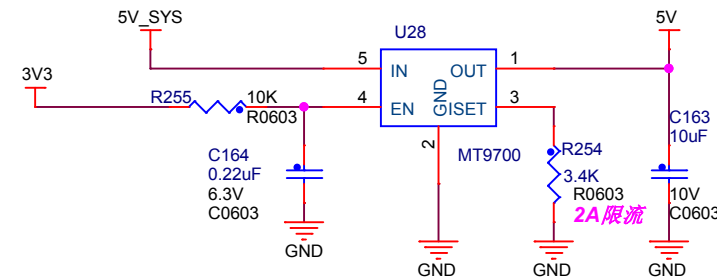 5V_SYS
U28
5V
5
IN
OUT
1
3V3
R255
10K
R0603
4
EN
GND
GISET
3
2
MT9700
C163
10uF
C164
0.22uF
6.3V
C0603
R254
3.4K
R0603
2A限流
10V
C0603
GND
GND
GND
GND